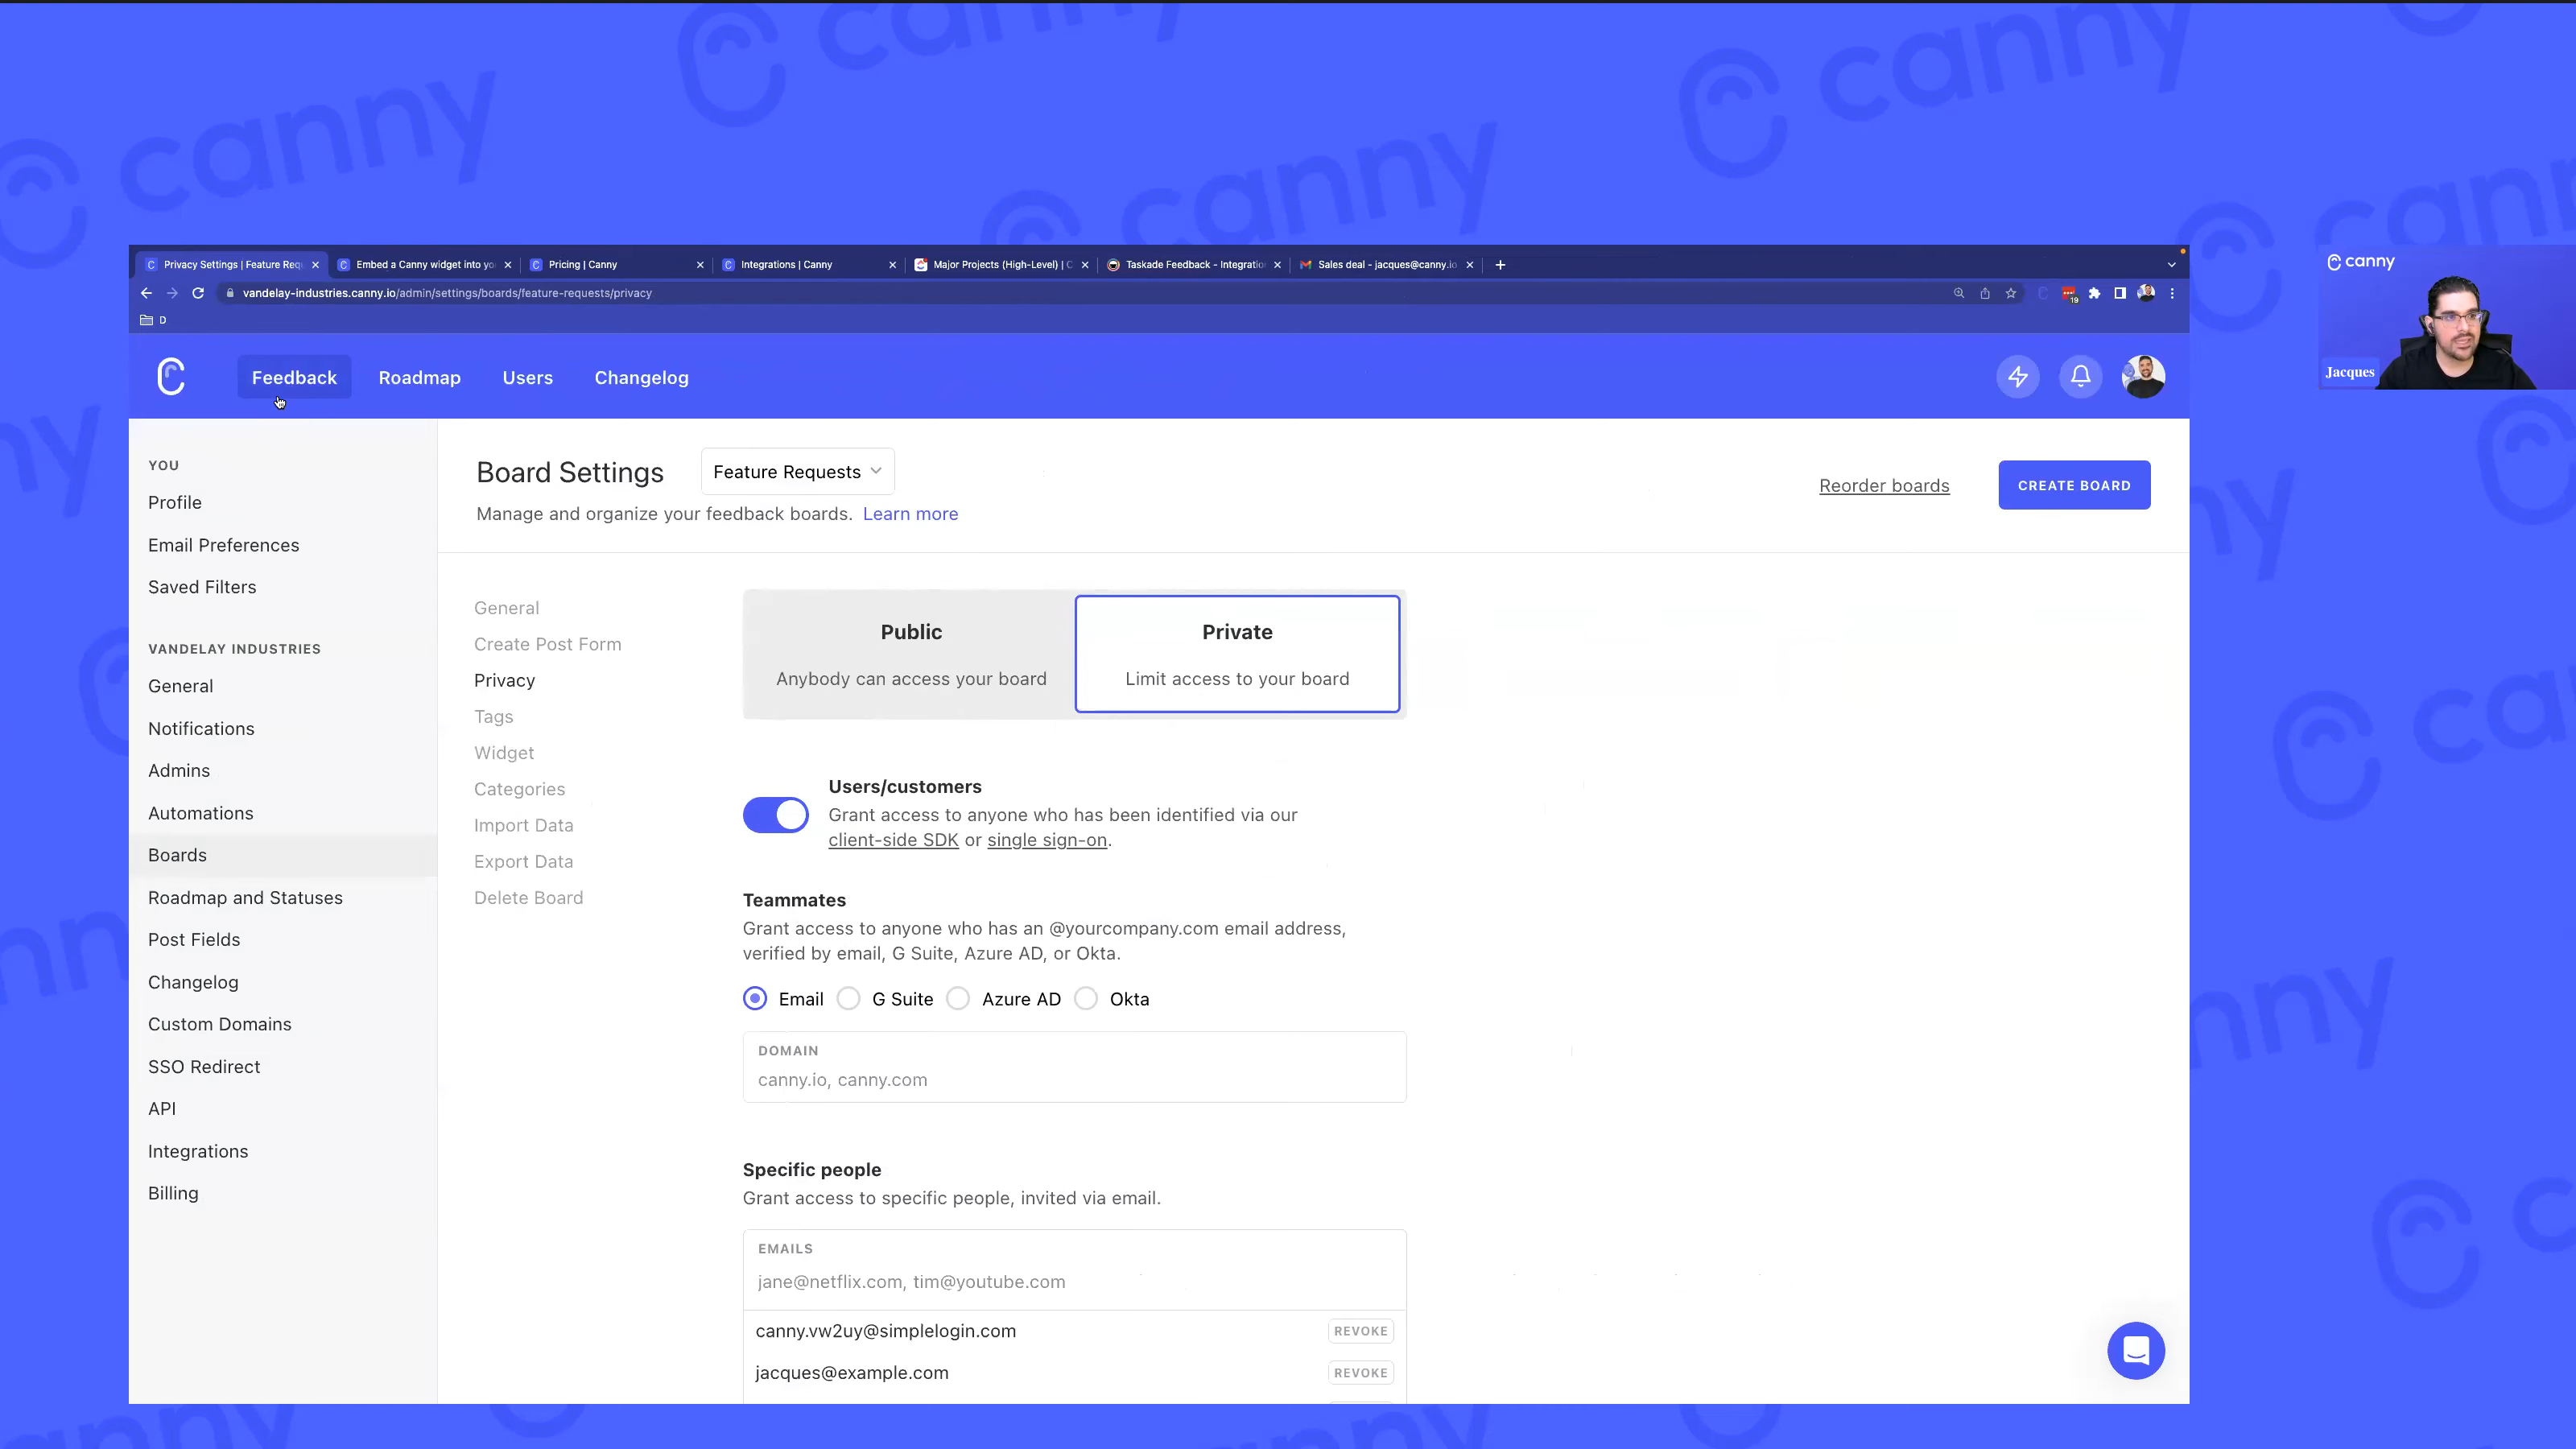 canny
canny
canny
canny
Privacy Settings | Feature Req
Embed a Canny widget into yo
Pricing | Canny
Integrations | Canny
Major Projects (High-Level) | C
Taskade Feedback - Integratio
Sales deal - jacques@canny.io
vandelay-industries.canny.io/admin/settings/boards/feature-requests/privacy
19
D
canny
Jacques
Feedback
Roadmap
Users
Changelog
YOU
Profile
Email Preferences
Saved Filters
VANDELAY INDUSTRIES
General
Notifications
Admins
Automations
Boards
Roadmap and Statuses
Post Fields
Changelog
Custom Domains
SSO Redirect
API
Integrations
Billing
Board Settings
Feature Requests
Manage and organize your feedback boards. Learn more
Reorder boards
CREATE BOARD
General
Create Post Form
Privacy
Tags
Widget
Categories
Import Data
Export Data
Delete Board
Public
Anybody can access your board
Private
Limit access to your board
Users/customers
Grant access to anyone who has been identified via our
client-side SDK or single sign-on.
Teammates
Grant access to anyone who has an @yourcompany.com email address,
verified by email, G Suite, Azure AD, or Okta.
Email
G Suite
Azure AD
Okta
DOMAIN
canny.io, canny.com
Specific people
Grant access to specific people, invited via email.
EMAILS
jane@netflix.com, tim@youtube.com
canny.vw2uy@simplelogin.com
REVOKE
jacques@example.com
REVOKE